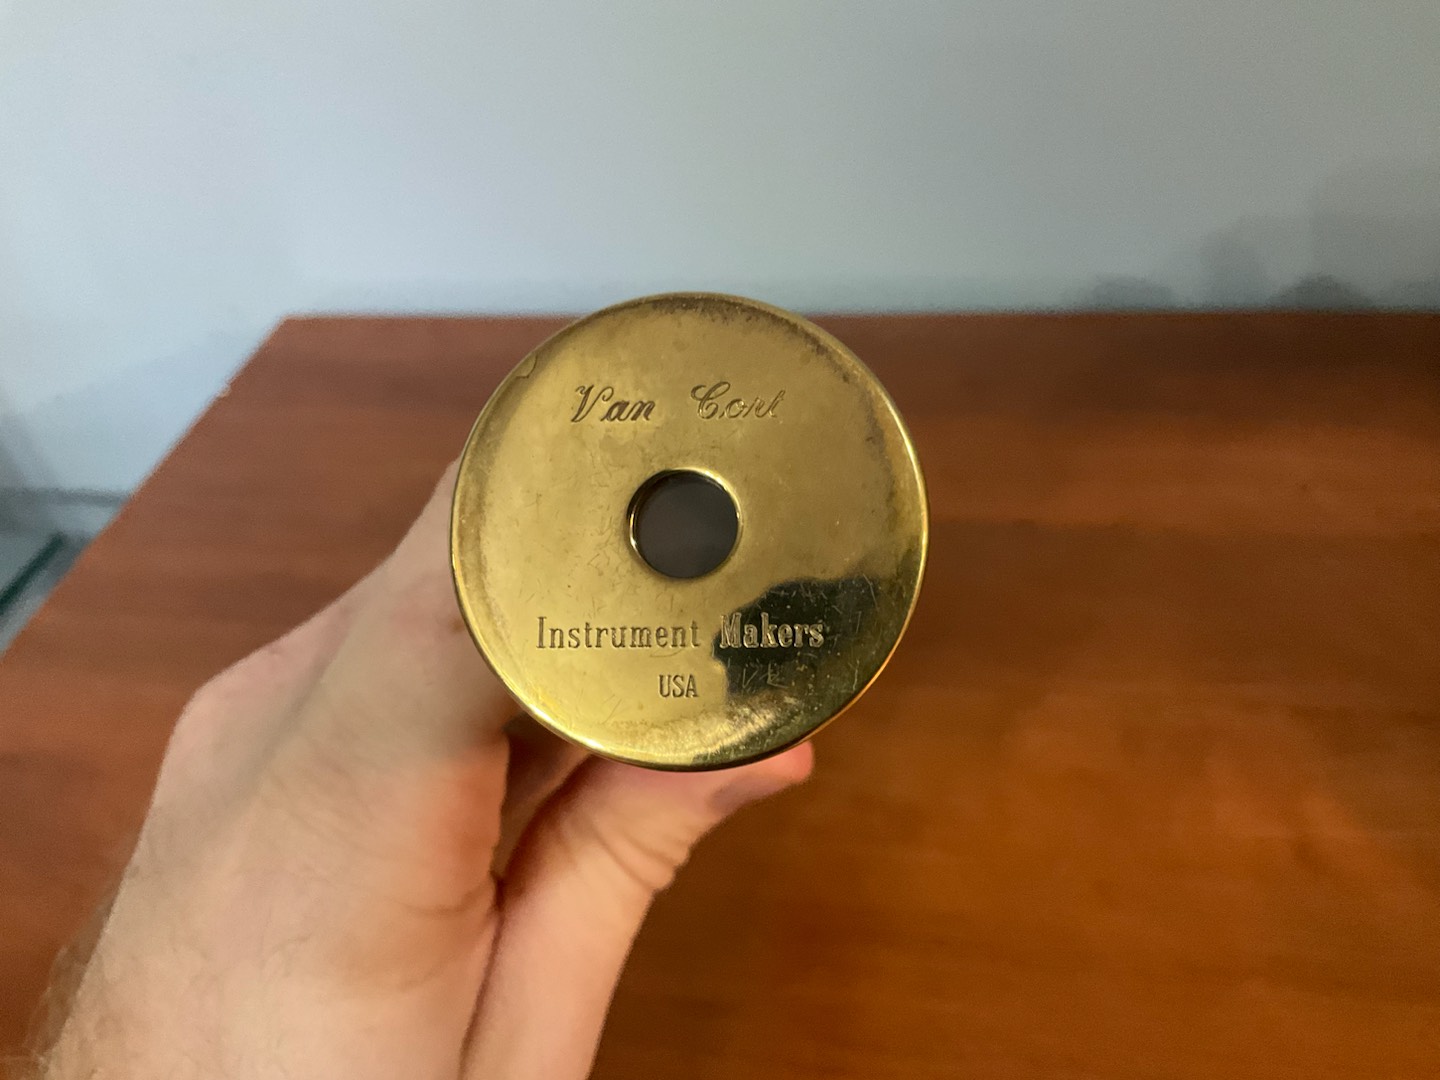 Van Cort
Instrument Makers
USA